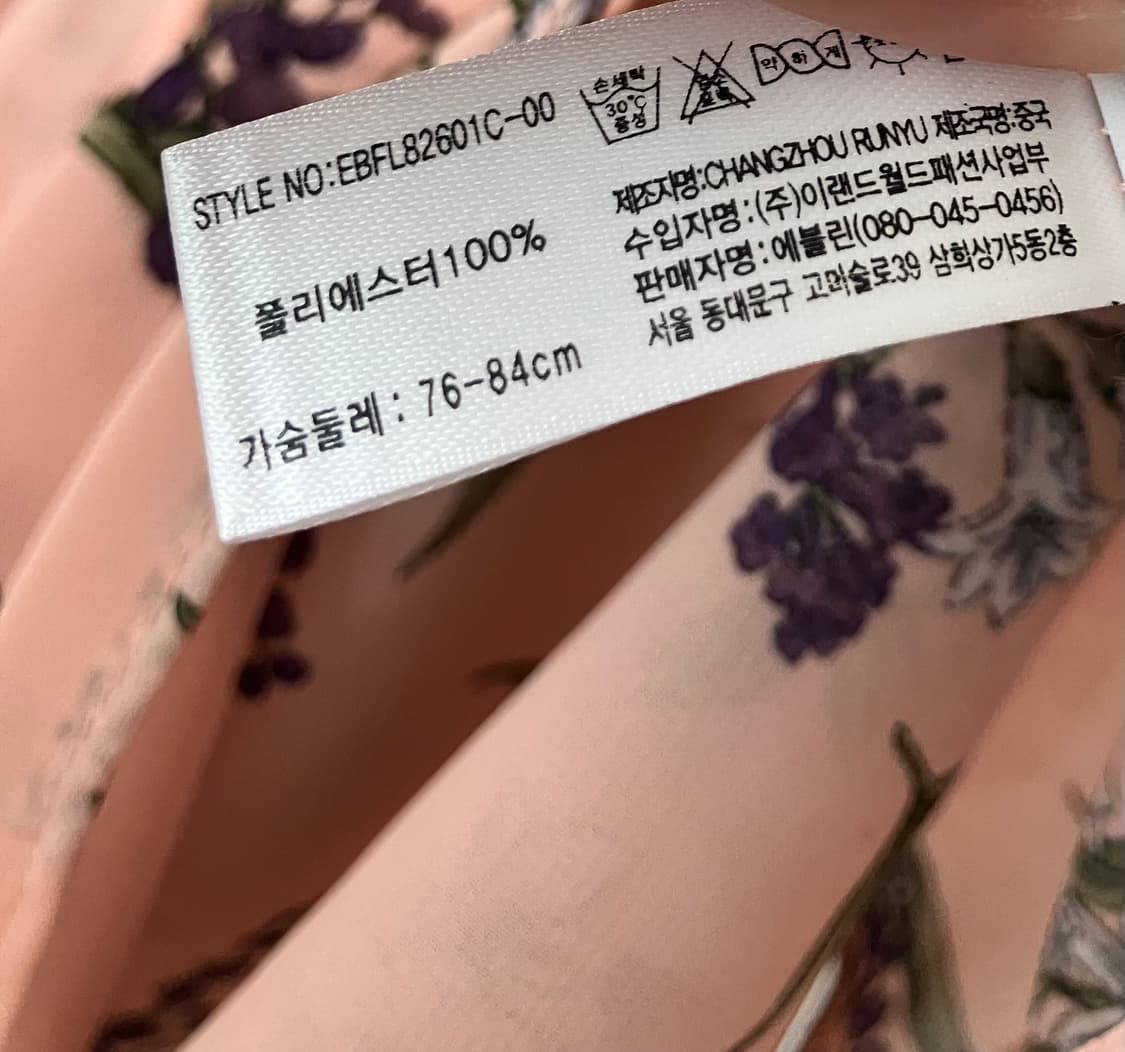 STYLE NO:EBFL82601C-00
폴리에스터100%
가슴둘레 : 76-84cm
손세탁
30℃
중성
약하게
제조자명:CHANGZHOU RUNYU 제조국명:중국
수입자명:(주)이랜드월드패션사업부
판매자명:에블린(080-045-0456)
서울 동대문구 고미술로39 삼희상가5동2층